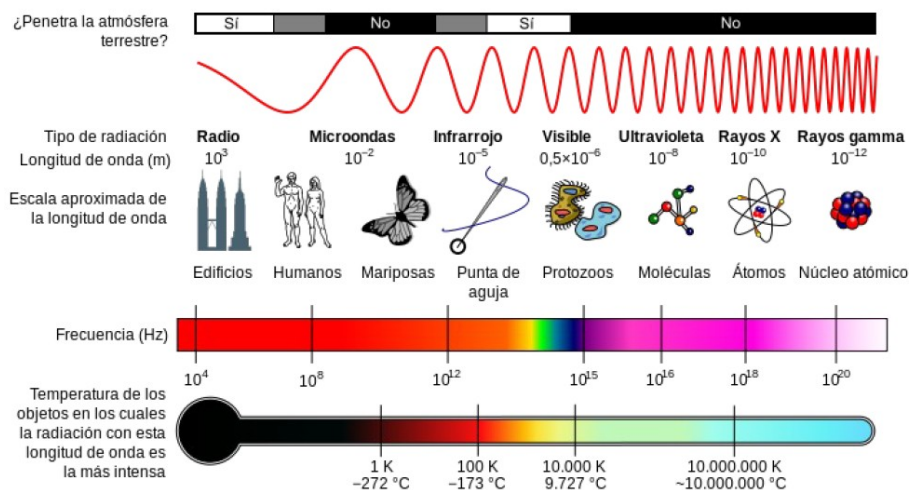 ¿Penetra la atmósfera
terrestre?
Sí No Sí No
Tipo de radiación
Radio Microondas Infrarrojo Visible Ultravioleta Rayos X Rayos gamma
Longitud de onda (m)
10³ 10⁻² 10⁻⁵ 0,5×10⁻⁶ 10⁻⁸ 10⁻¹⁰ 10⁻¹²
Escala aproximada de
la longitud de onda
Edificios Humanos Mariposas Punta de
aguja
Protozoos Moléculas Átomos Núcleo atómico
Frecuencia (Hz)
10⁴ 10⁸ 10¹² 10¹⁵ 10¹⁶ 10¹⁸ 10²⁰
Temperatura de los
objetos en los cuales
la radiación con esta
longitud de onda es
la más intensa
1 K 100 K 10.000 K 10.000.000 K
−272 °C −173 °C 9.727 °C ~10.000.000 °C